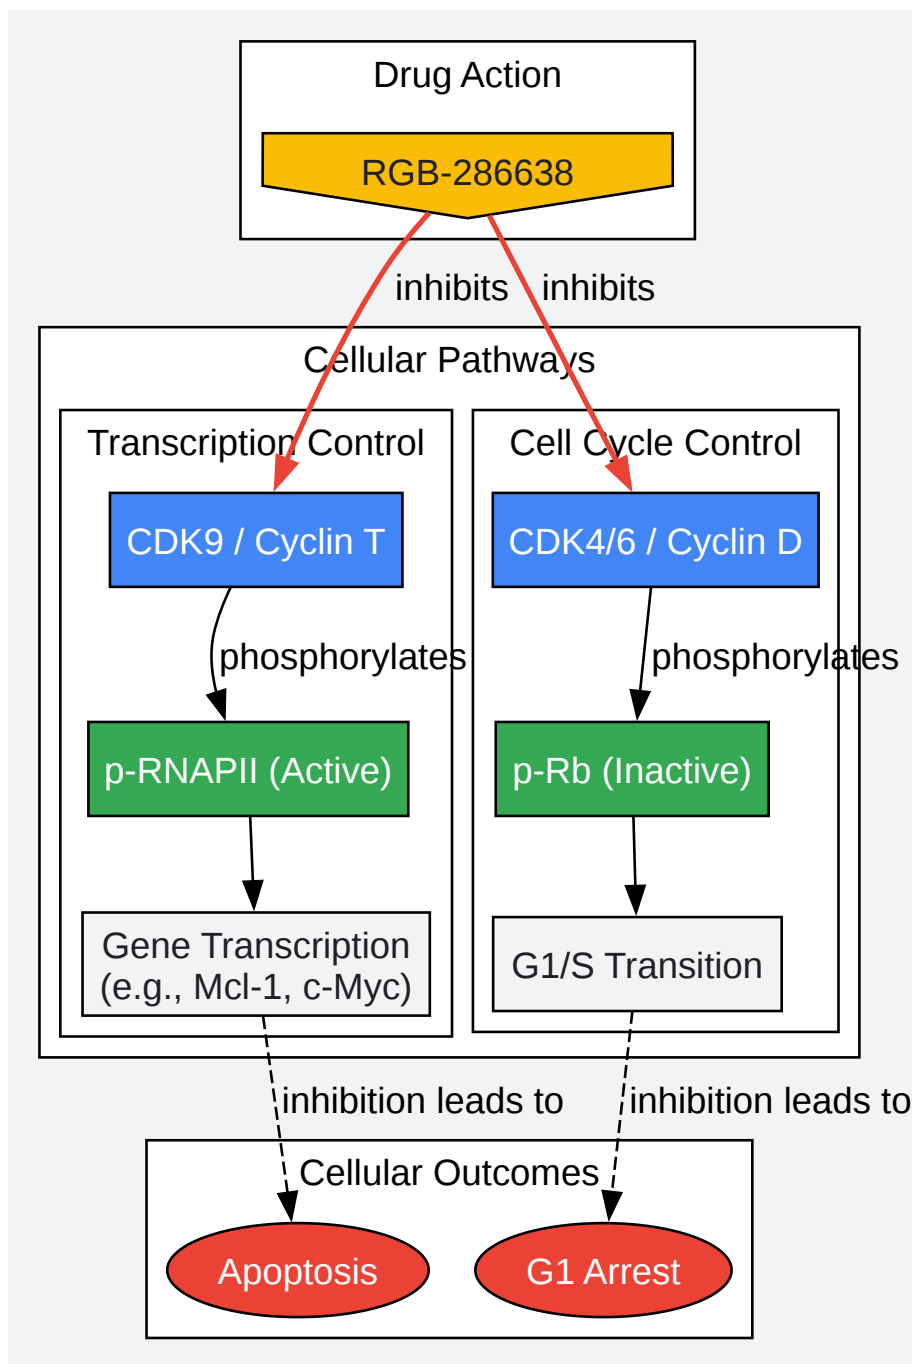 Drug Action
RGB-286638
inhibits
inhibits
Cellular Pathways
Transcription Control
Cell Cycle Control
CDK9 / Cyclin T
CDK4/6 / Cyclin D
phosphorylates
phosphorylates
p-RNAPII (Active)
p-Rb (Inactive)
Gene Transcription
(e.g., Mcl-1, c-Myc)
G1/S Transition
inhibition leads to
inhibition leads to
Cellular Outcomes
Apoptosis
G1 Arrest